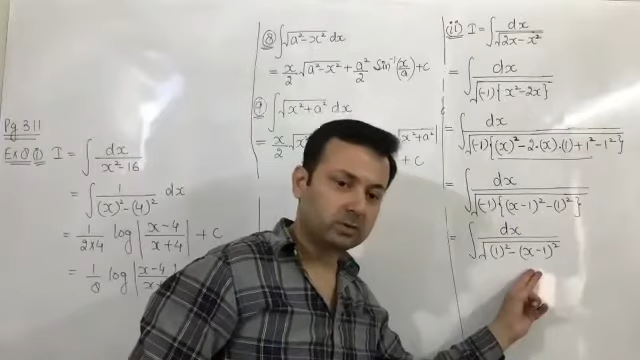 Pg 311
Ex 8 (i) I = ∫ dx / x² - 16
= ∫ 1 / (x)² - (4)² dx
= 1 / 2×4 log | x-4 / x+4 | + C
= 1 / 8 log | x-4 / x+
(8) ∫ √a² - x² dx
= x/2 √a² - x² + a²/2 sin⁻¹ (x/a) + c
(9) ∫ √x² + a² dx
= x/2 √x² x² + a² |
+ C
(ii) I = ∫ dx / √2x - x²
= ∫ dx / √(-1) { x² - 2x }
= ∫ dx / √(-1) { (x)² - 2·(x)·(1) + 1² - 1² }
= ∫ dx / √(-1) { (x-1)² - (1)² }
= ∫ dx / √(1)² - (x-1)²